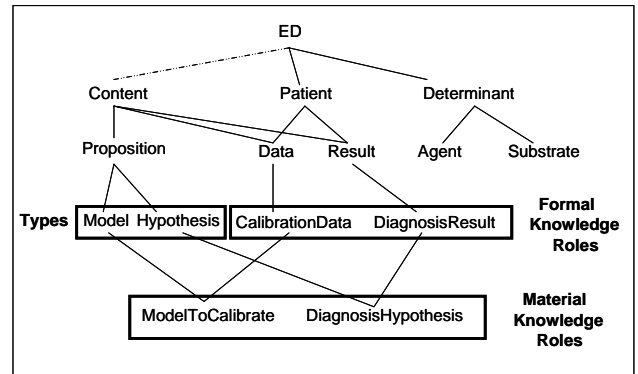 ED
Content Patient Determinant
Proposition Data Result Agent Substrate
Types Model Hypothesis CalibrationData DiagnosisResult Formal
Knowledge
Roles
ModelToCalibrate DiagnosisHypothesis Material
Knowledge
Roles